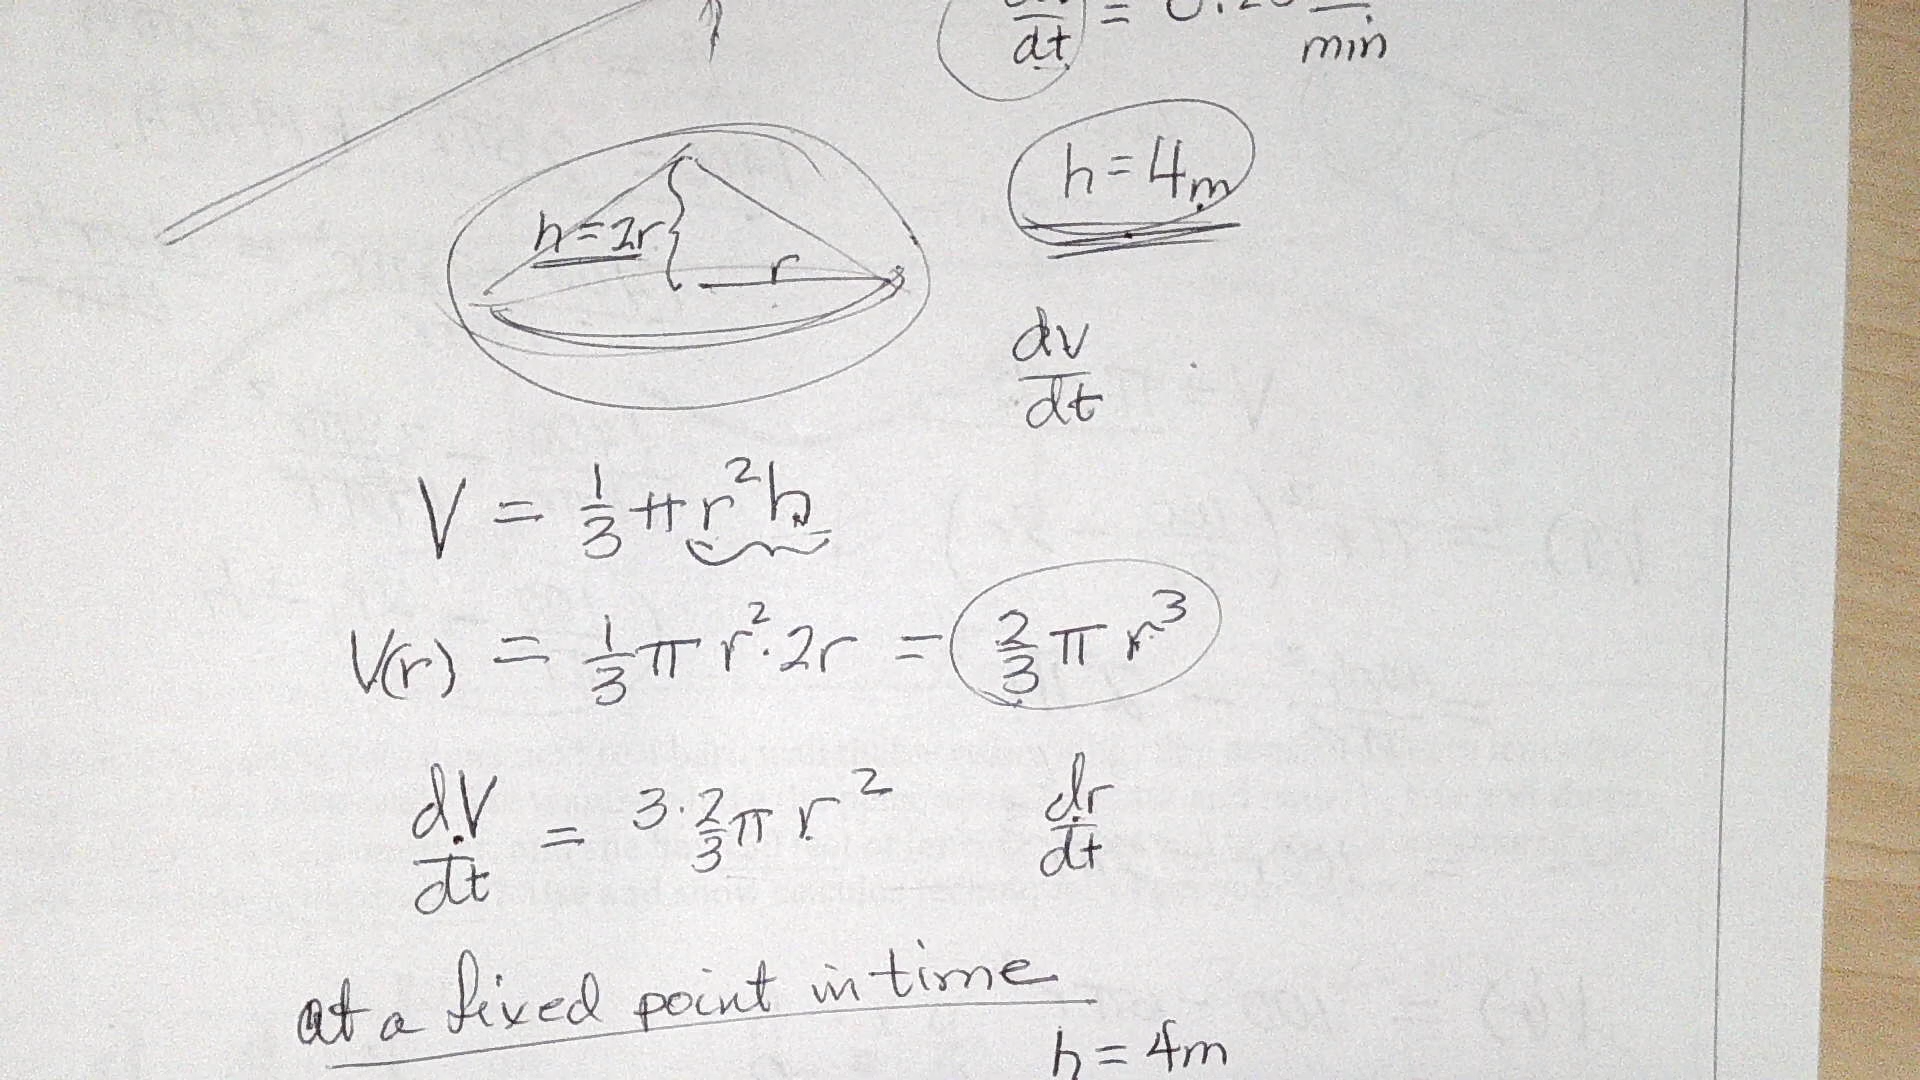 dt = min
h = 4m
h = 2r
r
dv
dt
V = 1/3 π r²h
V(r) = 1/3 π r² · 2r = 2/3 π r³
dV/dt = 3 · 2/3 π r² dr/dt
at a fixed point in time
h = 4m